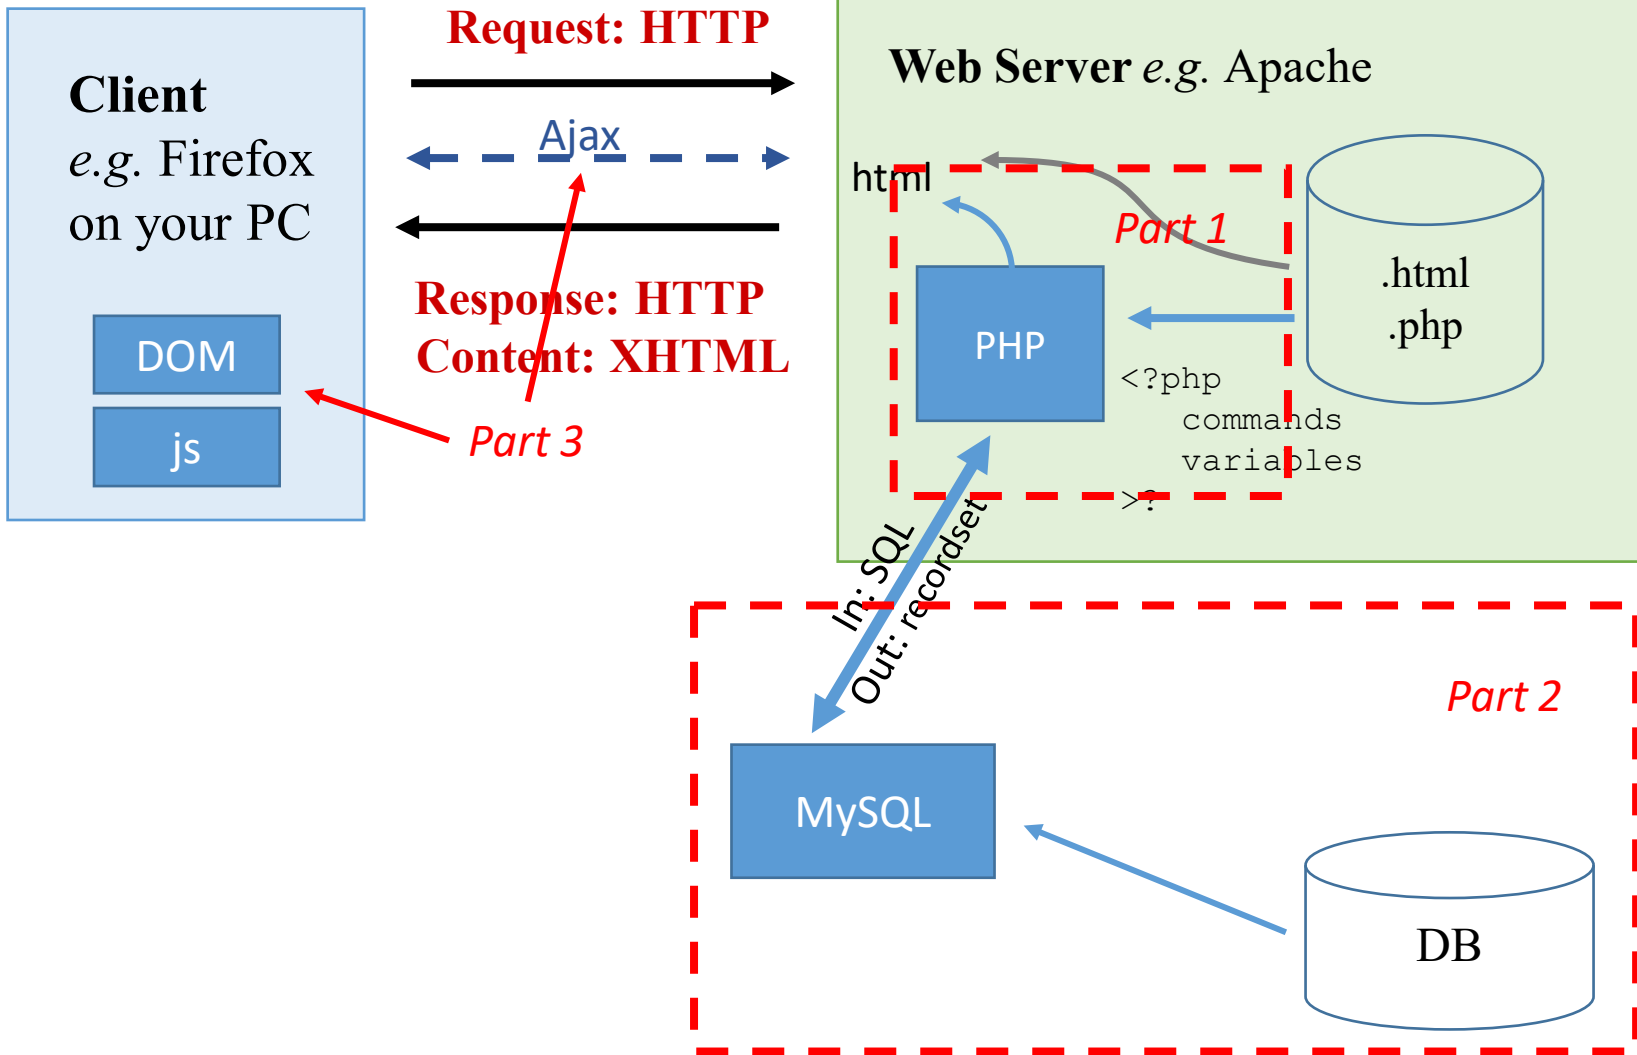 Client
e.g. Firefox
on your PC
DOM
js
Request: HTTP
Ajax
Response: HTTP
Content: XHTML
Part 3
Web Server e.g. Apache
html
Part 1
.html
.php
PHP
<?php
commands
variables
>?
In: SQL
Out: recordset
Part 2
MySQL
DB